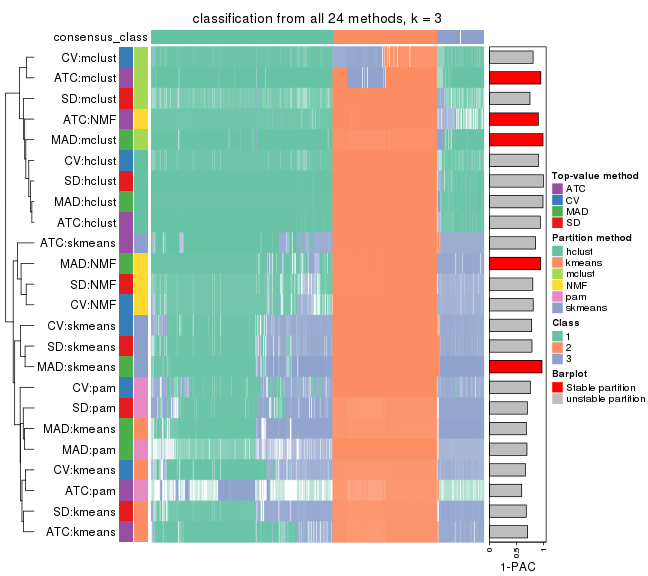 classification from all 24 methods, k = 3
consensus_class
CV:mclust
ATC:mclust
SD:mclust
ATC:NMF
MAD:mclust
CV:hclust
SD:hclust
MAD:hclust
ATC:hclust
ATC:skmeans
MAD:NMF
SD:NMF
CV:NMF
CV:skmeans
SD:skmeans
MAD:skmeans
CV:pam
SD:pam
MAD:kmeans
MAD:pam
CV:kmeans
ATC:pam
SD:kmeans
ATC:kmeans
0
0.5
1
1-PAC
Top-value method
ATC
CV
MAD
SD
Partition method
hclust
kmeans
mclust
NMF
pam
skmeans
Class
1
2
3
Barplot
Stable partition
unstable partition